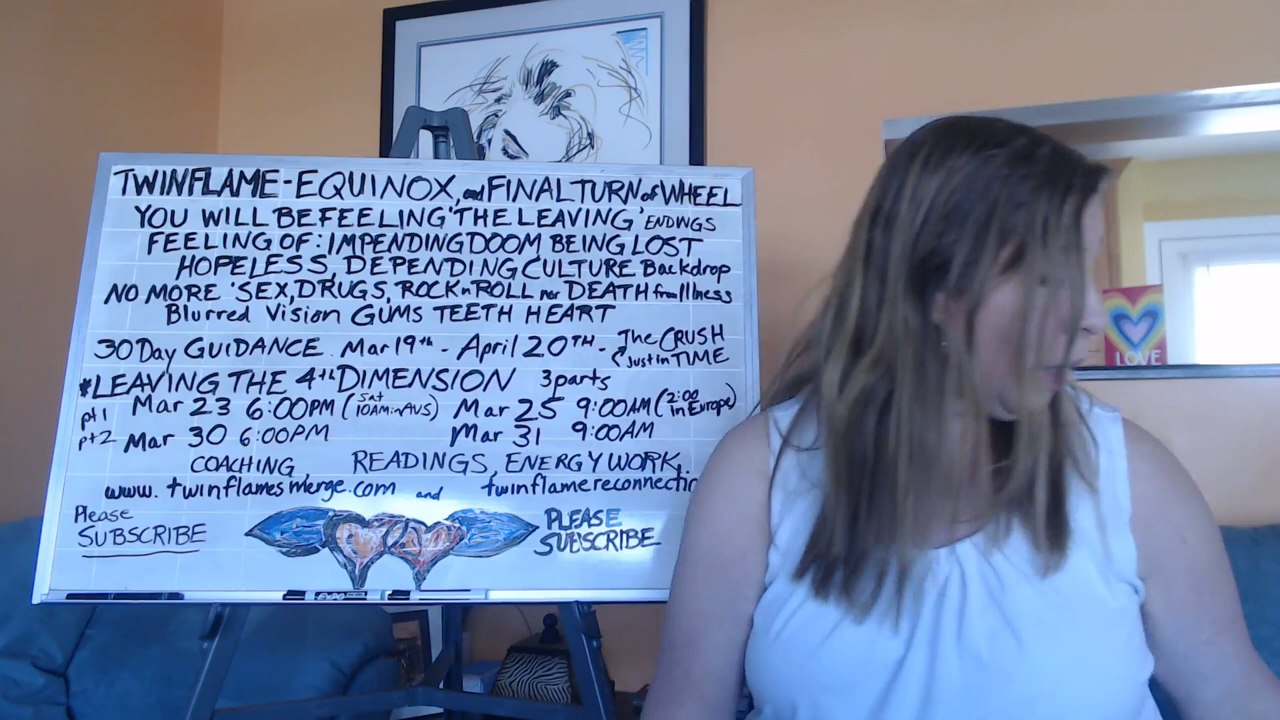 TWINFLAME-EQUINOX, and FINAL TURN of WHEEL
YOU WILL BE FEELING 'THE LEAVING' ENDINGS
FEELING OF: IMPENDING DOOM BEING LOST
HOPELESS, DEPENDING CULTURE Backdrop
NO MORE 'SEX, DRUGS, ROCK n ROLL nor DEATH from Illness
Blurred Vision GUMS TEETH HEART
30 Day GUIDANCE Mar 19th - April 20TH - The CRUSH
& Just in TIME
*LEAVING THE 4th DIMENSION 3 parts
pt1 Mar 23 6:00PM (Sat 10AM in AUS) Mar 25 9:00AM (2:00 in Europe)
pt2 Mar 30 6:00PM Mar 31 9:00AM
COACHING, READINGS, ENERGY WORK,
www.twinflamesmerge.com and twinflamereconnectio
Please
SUBSCRIBE
PLEASE
SUBSCRIBE
EXPO
LOVE